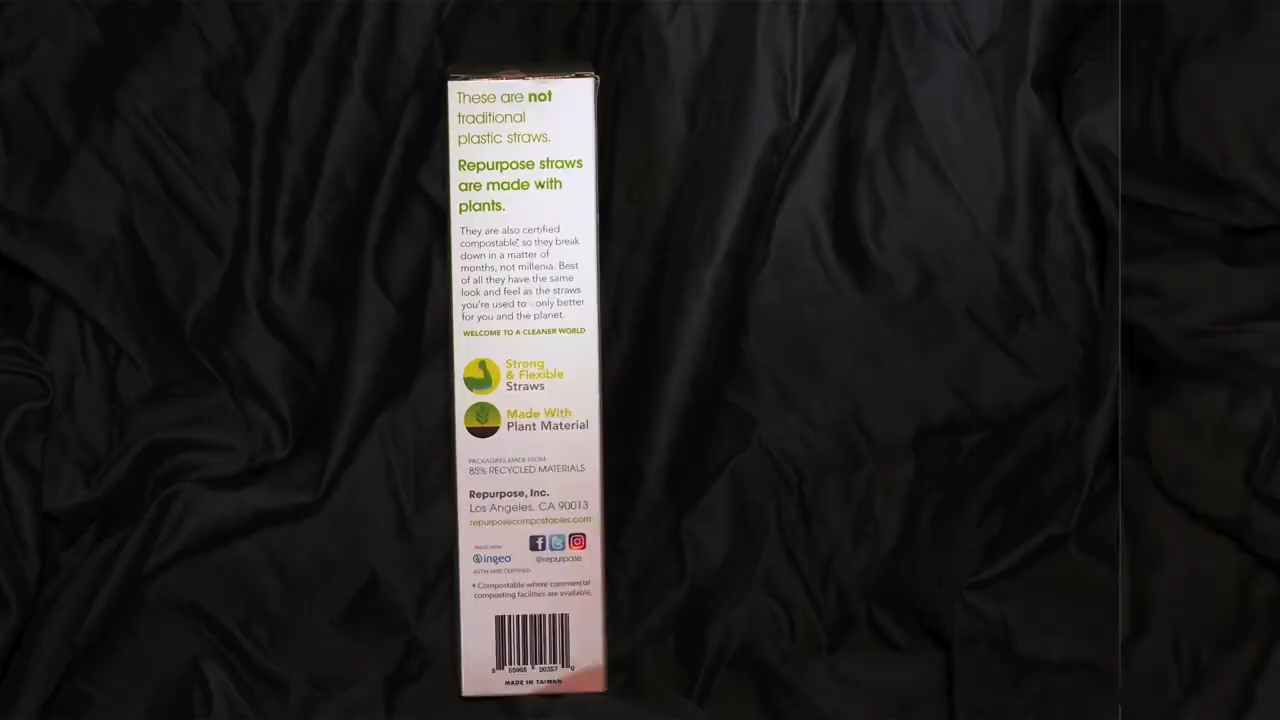 These are not
traditional
plastic straws.
Repurpose straws
are made with
plants.
They are also certified
compostable*, so they break
down in a matter of
months, not millenia. Best
of all they have the same
look and feel as the straws
you're used to - only better
for you and the planet.
WELCOME TO A CLEANER WORLD
Strong
& Flexible
Straws
Made With
Plant Material
PACKAGING MADE FROM
85% RECYCLED MATERIALS
Repurpose, Inc.
Los Angeles, CA 90013
repurposecompostables.com
MADE WITH
ingeo
@repurpose
ASTM CERTIFIED
* Compostable where commercial
composting facilities are available.
MADE IN TAIWAN